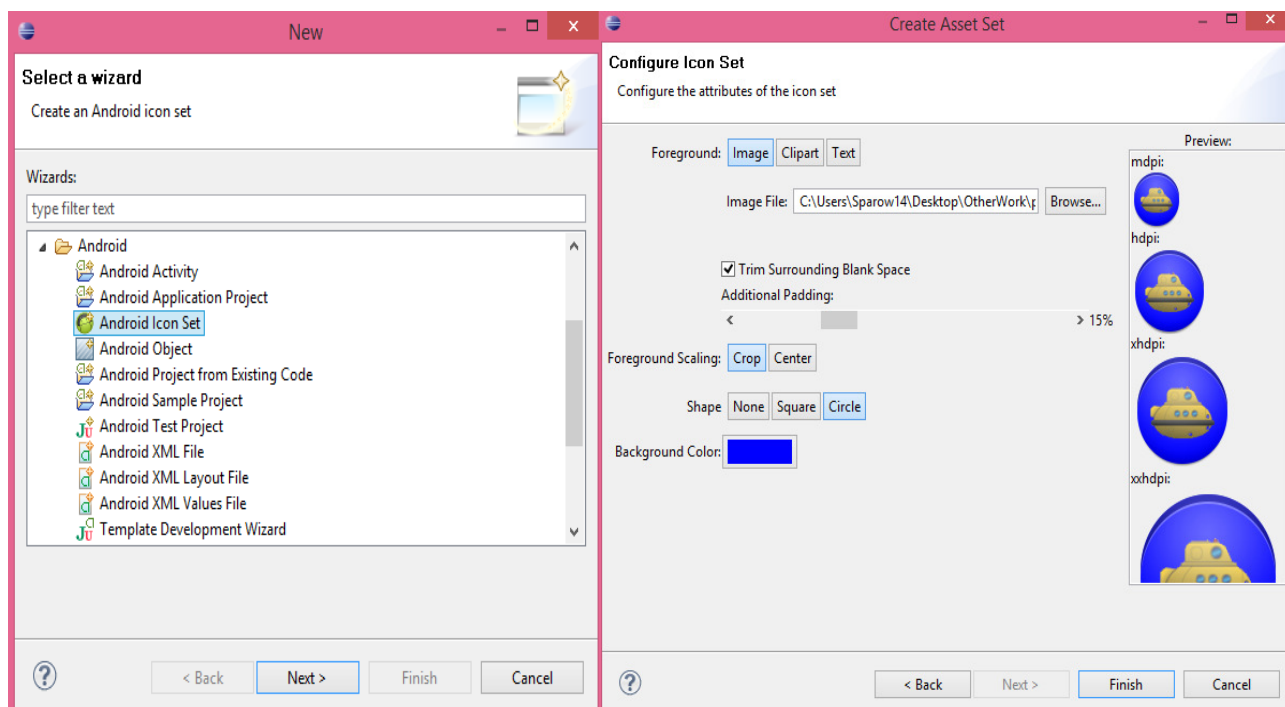 New
Select a wizard
Create an Android icon set
Wizards:
type filter text
Android
Android Activity
Android Application Project
Android Icon Set
Android Object
Android Project from Existing Code
Android Sample Project
Android Test Project
Android XML File
Android XML Layout File
Android XML Values File
Template Development Wizard
< Back
Next >
Finish
Cancel
Create Asset Set
Configure Icon Set
Configure the attributes of the icon set
Foreground: Image Clipart Text
Image File: C:\Users\Sparow14\Desktop\OtherWork\p Browse...
Trim Surrounding Blank Space
Additional Padding:
15%
Foreground Scaling: Crop Center
Shape None Square Circle
Background Color:
Preview:
mdpi:
hdpi:
xhdpi:
xxhdpi:
< Back
Next >
Finish
Cancel